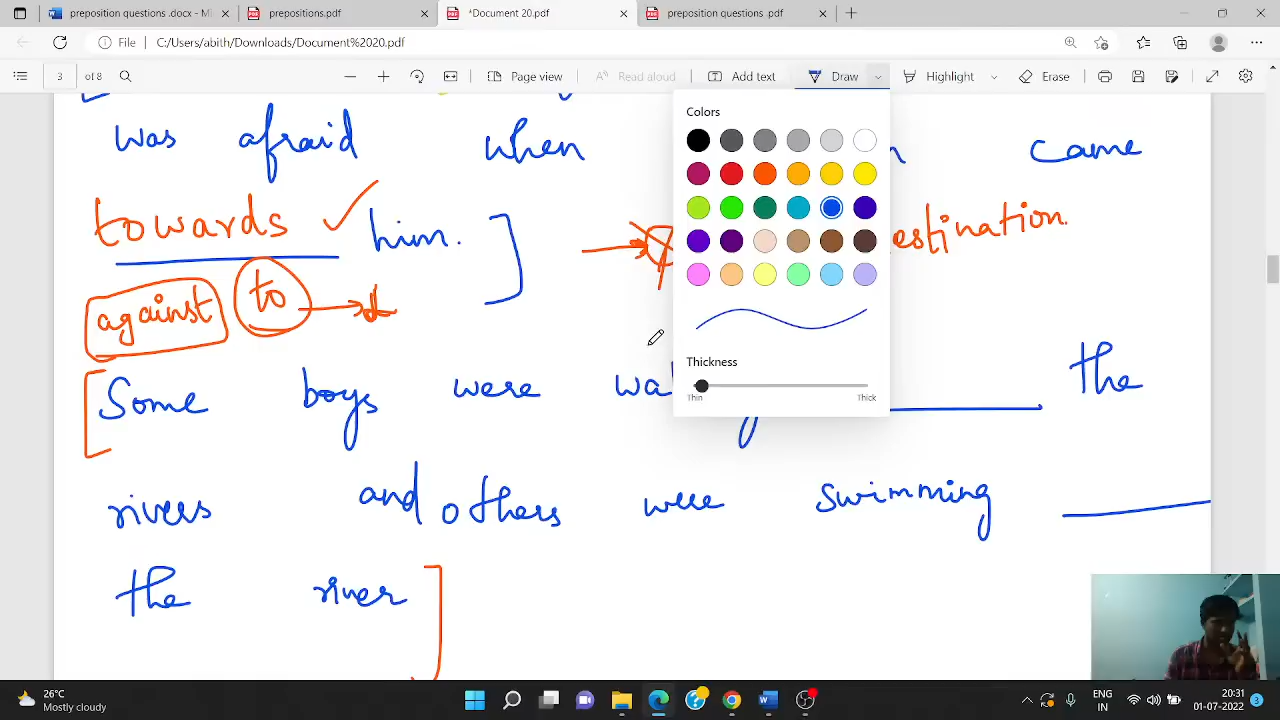 preposition questions .docx - Mi
prepositions.pdf
*Document 20.pdf
preposition questions .pdf
File
C:/Users/abith/Downloads/Document%2020.pdf
3 of 8
Page view
Read aloud
Add text
Draw
Highlight
Erase
Colors
was afraid when came
towards him. estination.
against to
Thickness
Thin Thick
Some boys were the
rivers and others were swimming
the river
26°C
Mostly cloudy
ENG
IN
20:31
01-07-2022
3